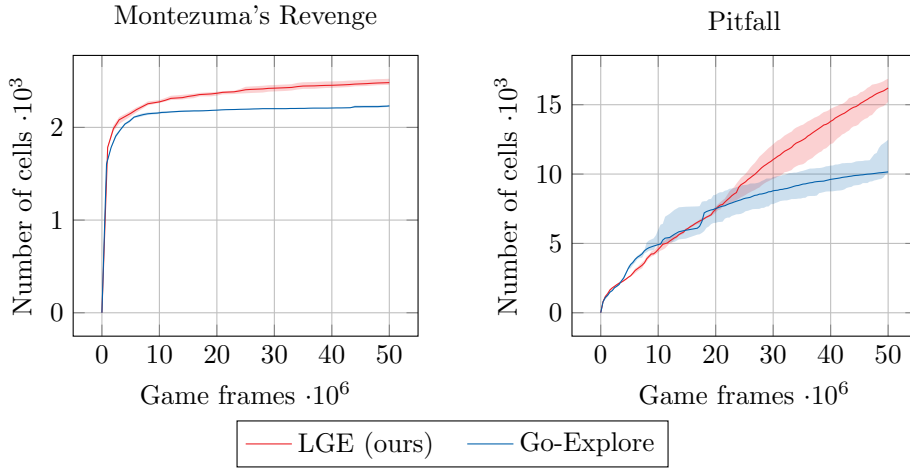 Montezuma's Revenge
Number of cells ·10³
2
1
0
0 10 20 30 40 50
Game frames ·10⁶
Pitfall
Number of cells ·10³
15
10
5
0
0 10 20 30 40 50
Game frames ·10⁶
LGE (ours) Go-Explore